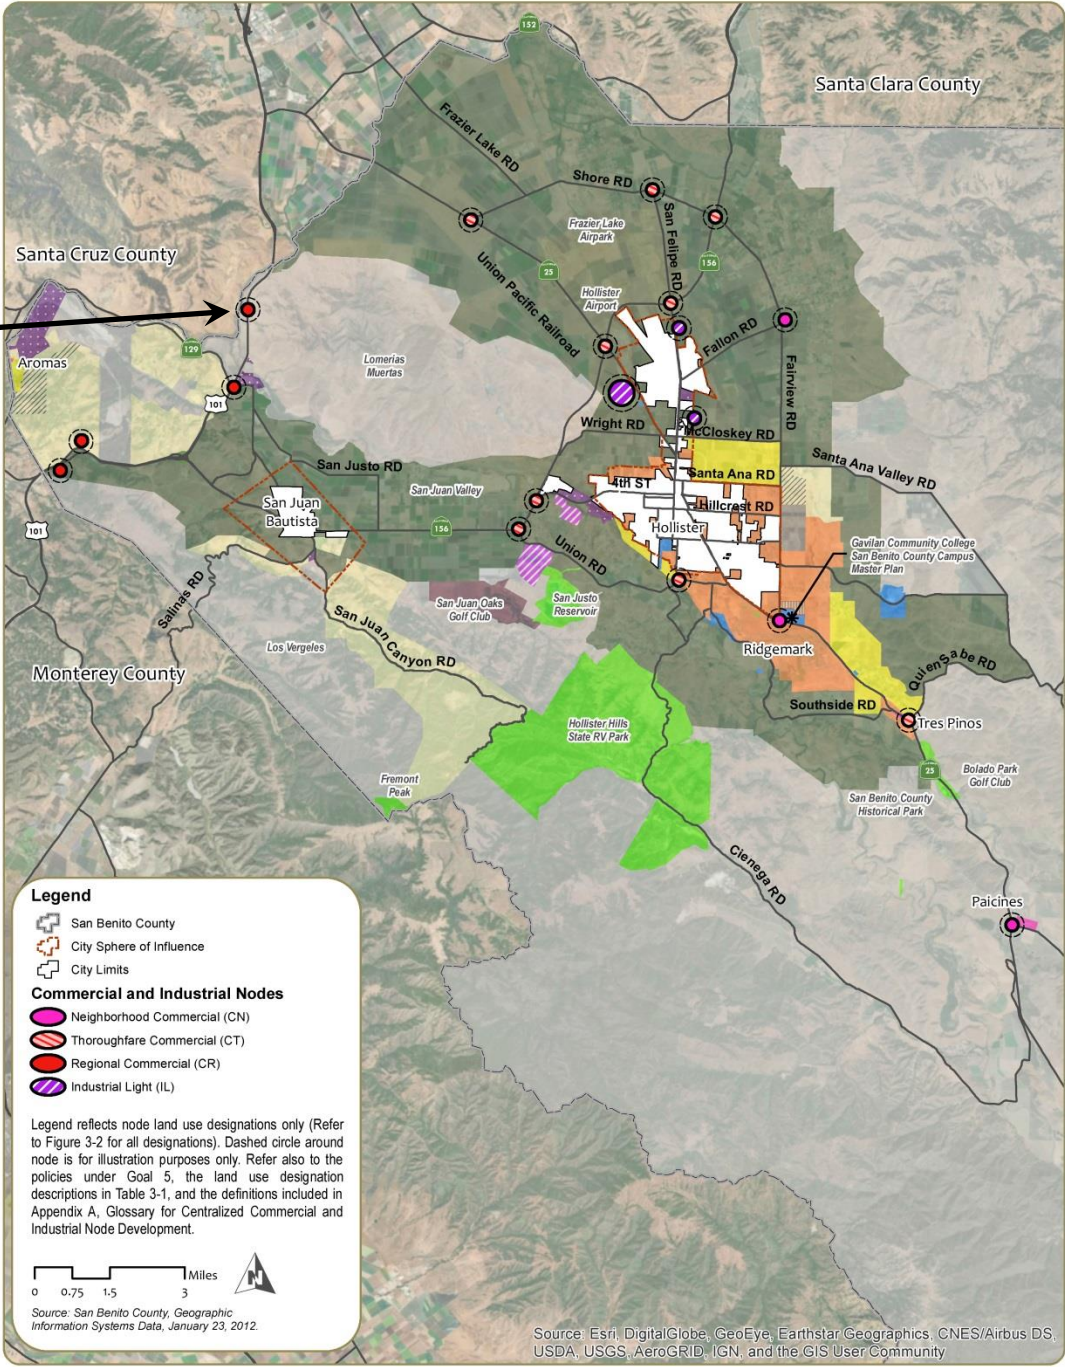 152
Santa Clara County
Frazier Lake RD
Shore RD
Frazier Lake
Airpark
San Felipe RD
Santa Cruz County
156
25
Union Pacific Railroad
Hollister
Airport
129
Fallon RD
Aromas
Lomerias
Muertas
Fairview RD
101
Wright RD
McCloskey RD
San Justo RD
Santa Ana RD
Santa Ana Valley RD
4th ST
San Juan Valley
San Juan
Bautista
Hillcrest RD
101
156
Hollister
Union RD
Gavilan Community College
San Benito County Campus
Master Plan
Salinas RD
San Juan Oaks
Golf Club
San Justo
Reservoir
San Juan Canyon RD
Los Vergeles
Ridgemark
Monterey County
Quien Sabe RD
Southside RD
Tres Pinos
Hollister Hills
State RV Park
25
Bolado Park
Golf Club
Fremont
Peak
San Benito County
Historical Park
Cienega RD
Paicines
Legend
San Benito County
City Sphere of Influence
City Limits
Commercial and Industrial Nodes
Neighborhood Commercial (CN)
Thoroughfare Commercial (CT)
Regional Commercial (CR)
Industrial Light (IL)
Legend reflects node land use designations only (Refer
to Figure 3-2 for all designations). Dashed circle around
node is for illustration purposes only. Refer also to the
policies under Goal 5, the land use designation
descriptions in Table 3-1, and the definitions included in
Appendix A, Glossary for Centralized Commercial and
Industrial Node Development.
Miles
0 0.75 1.5 3
N
Source: San Benito County, Geographic
Information Systems Data, January 23, 2012.
Source: Esri, DigitalGlobe, GeoEye, Earthstar Geographics, CNES/Airbus DS,
USDA, USGS, AeroGRID, IGN, and the GIS User Community